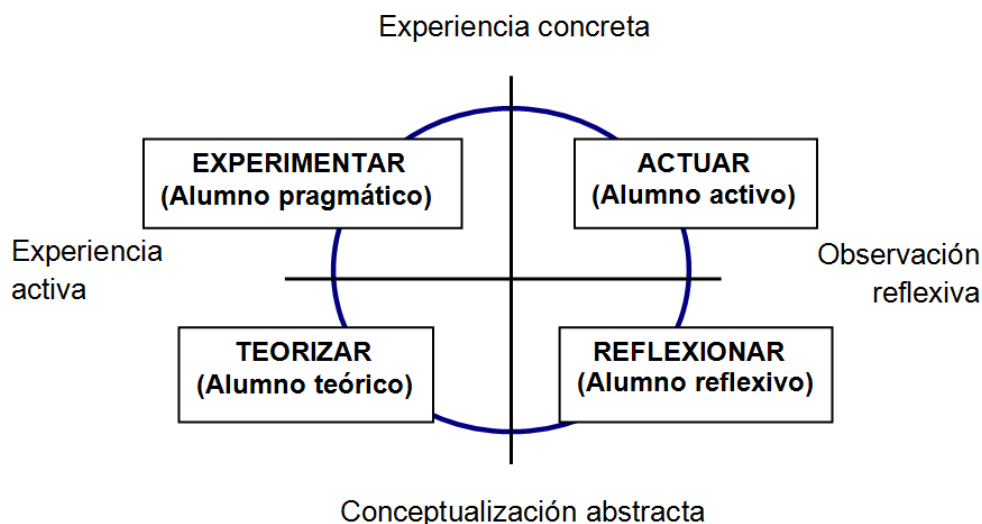 Experiencia concreta
EXPERIMENTAR
(Alumno pragmático)
ACTUAR
(Alumno activo)
Experiencia
activa
Observación
reflexiva
TEORIZAR
(Alumno teórico)
REFLEXIONAR
(Alumno reflexivo)
Conceptualización abstracta